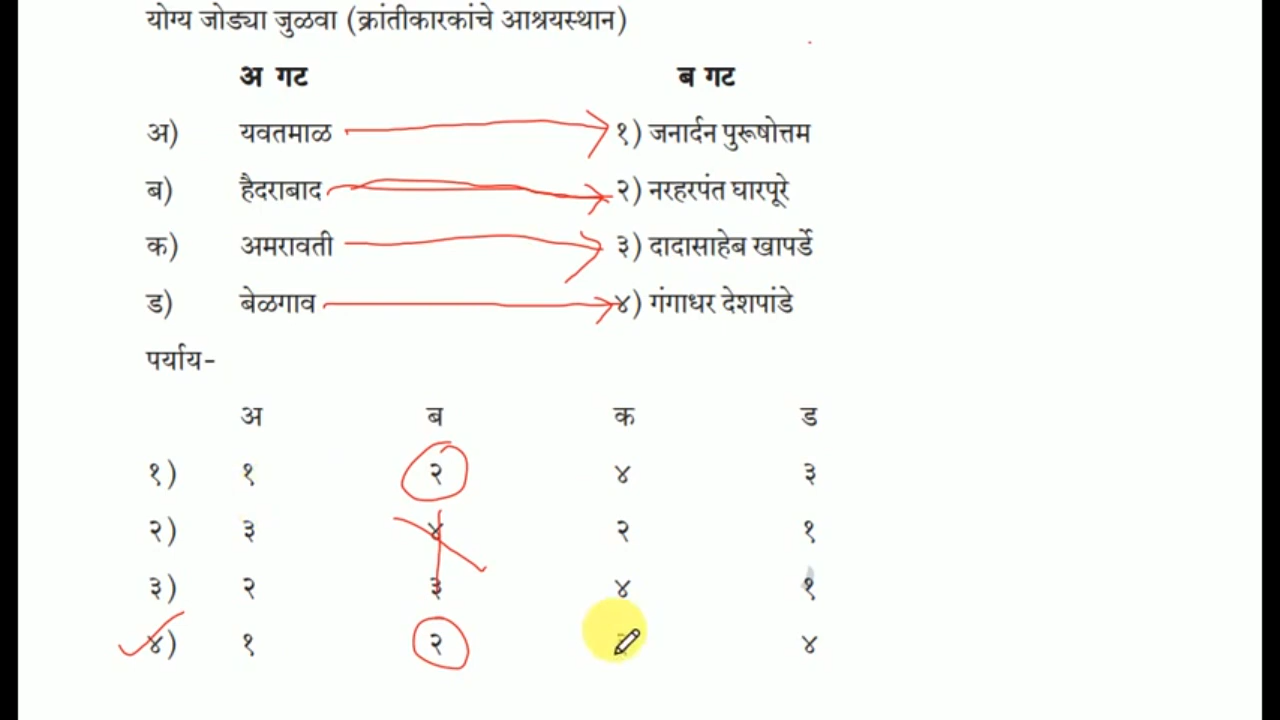 योग्य जोड्या जुळवा (क्रांतीकारकांचे आश्रयस्थान)
अ गट ब गट
अ) यवतमाळ १) जनार्दन पुरूषोत्तम
ब) हैदराबाद २) नरहरपंत घारपूरे
क) अमरावती ३) दादासाहेब खापर्डे
ड) बेळगाव ४) गंगाधर देशपांडे
पर्याय-
अ ब क ड
१) १ २ ४ ३
२) ३ ४ २ १
३) २ ३ ४ १
४) १ २ ४